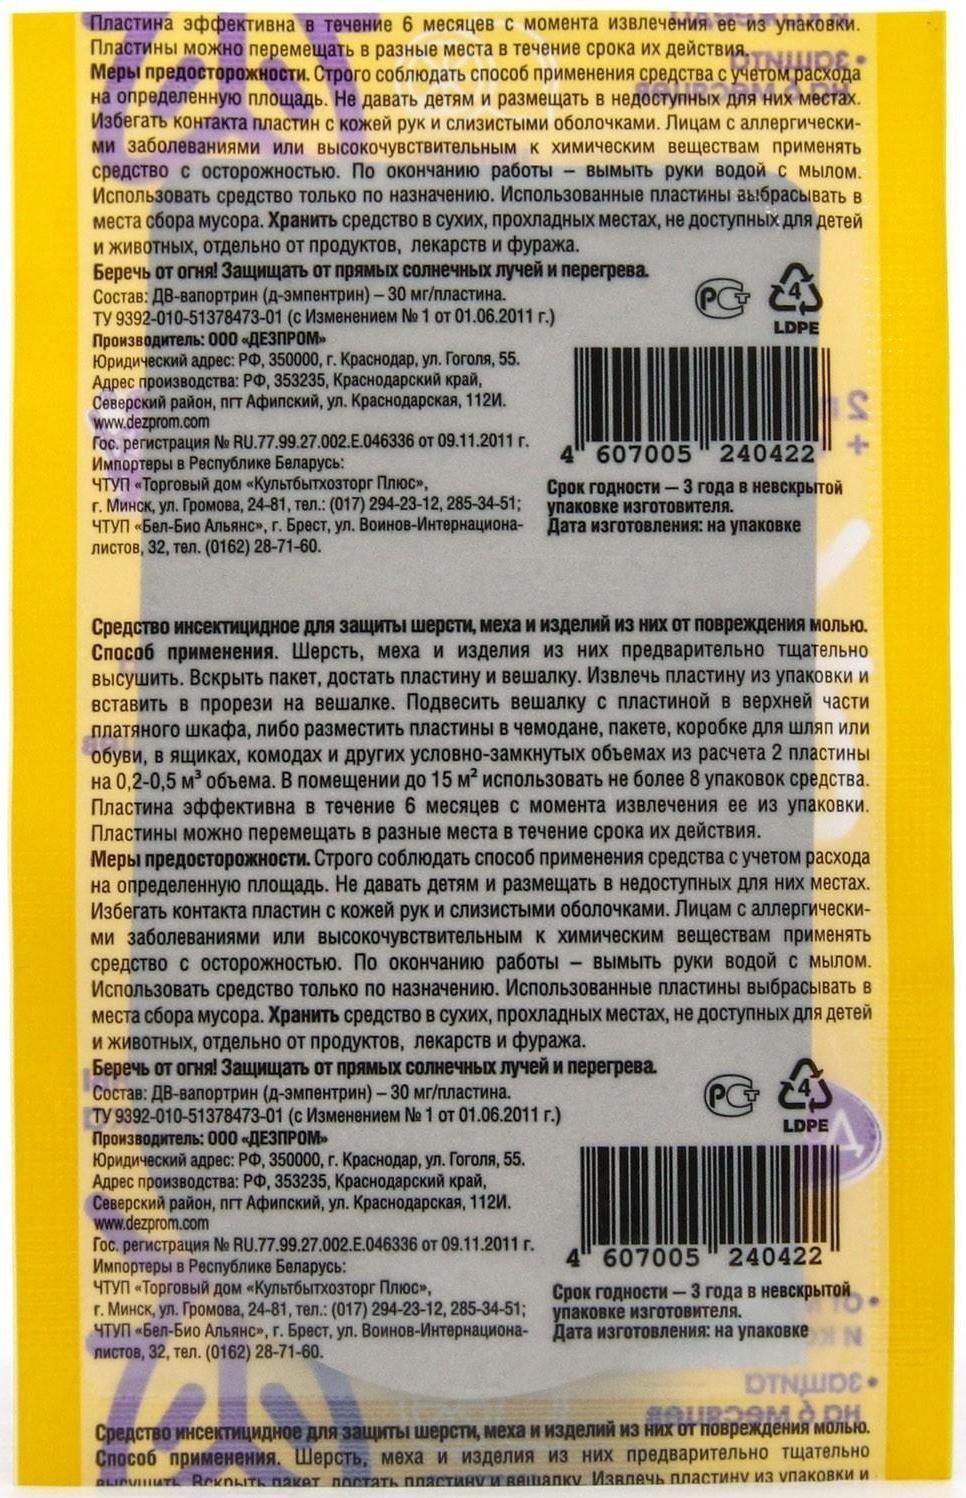 Пластина эффективна в течение 6 месяцев с момента извлечения ее из упаковки.
Пластины можно перемещать в разные места в течение срока их действия.
Меры предосторожности. Строго соблюдать способ применения средства с учетом расхода
на определенную площадь. Не давать детям и размещать в недоступных для них местах.
Избегать контакта пластин с кожей рук и слизистыми оболочками. Лицам с аллергически-
ми заболеваниями или высокочувствительным к химическим веществам применять
средство с осторожностью. По окончанию работы – вымыть руки водой с мылом.
Использовать средство только по назначению. Использованные пластины выбрасывать в
места сбора мусора. Хранить средство в сухих, прохладных местах, не доступных для детей
и животных, отдельно от продуктов, лекарств и фуража.
Беречь от огня! Защищать от прямых солнечных лучей и перегрева.
Состав: ДВ-вапортрин (д-эмпентрин) – 30 мг/пластина.
ТУ 9392-010-51378473-01 (с Изменением № 1 от 01.06.2011 г.)
Производитель: ООО «ДЕЗПРОМ»
Юридический адрес: РФ, 350000, г. Краснодар, ул. Гоголя, 55.
Адрес производства: РФ, 353235, Краснодарский край,
Северский район, пгт Афипский, ул. Краснодарская, 112И.
www.dezprom.com
Гос. регистрация № RU.77.99.27.002.Е.046336 от 09.11.2011 г.
Импортеры в Республике Беларусь:
ЧТУП «Торговый дом «Культбытхозторг Плюс»,
г. Минск, ул. Громова, 24-81, тел.: (017) 294-23-12, 285-34-51;
ЧТУП «Бел-Био Альянс», г. Брест, ул. Воинов-Интернациона-
листов, 32, тел. (0162) 28-71-60.
РСТ
4
LDPE
4 607005 240422
Срок годности — 3 года в невскрытой
упаковке изготовителя.
Дата изготовления: на упаковке
Средство инсектицидное для защиты шерсти, меха и изделий из них от повреждения молью.
Способ применения. Шерсть, меха и изделия из них предварительно тщательно
высушить. Вскрыть пакет, достать пластину и вешалку. Извлечь пластину из упаковки и
вставить в прорези на вешалке. Подвесить вешалку с пластиной в верхней части
платяного шкафа, либо разместить пластины в чемодане, пакете, коробке для шляп или
обуви, в ящиках, комодах и других условно-замкнутых объемах из расчета 2 пластины
на 0,2-0,5 м³ объема. В помещении до 15 м² использовать не более 8 упаковок средства.
Пластина эффективна в течение 6 месяцев с момента извлечения ее из упаковки.
Пластины можно перемещать в разные места в течение срока их действия.
Меры предосторожности. Строго соблюдать способ применения средства с учетом расхода
на определенную площадь. Не давать детям и размещать в недоступных для них местах.
Избегать контакта пластин с кожей рук и слизистыми оболочками. Лицам с аллергически-
ми заболеваниями или высокочувствительным к химическим веществам применять
средство с осторожностью. По окончанию работы – вымыть руки водой с мылом.
Использовать средство только по назначению. Использованные пластины выбрасывать в
места сбора мусора. Хранить средство в сухих, прохладных местах, не доступных для детей
и животных, отдельно от продуктов, лекарств и фуража.
Беречь от огня! Защищать от прямых солнечных лучей и перегрева.
Состав: ДВ-вапортрин (д-эмпентрин) – 30 мг/пластина.
ТУ 9392-010-51378473-01 (с Изменением № 1 от 01.06.2011 г.)
Производитель: ООО «ДЕЗПРОМ»
Юридический адрес: РФ, 350000, г. Краснодар, ул. Гоголя, 55.
Адрес производства: РФ, 353235, Краснодарский край,
Северский район, пгт Афипский, ул. Краснодарская, 112И.
www.dezprom.com
Гос. регистрация № RU.77.99.27.002.Е.046336 от 09.11.2011 г.
Импортеры в Республике Беларусь:
ЧТУП «Торговый дом «Культбытхозторг Плюс»,
г. Минск, ул. Громова, 24-81, тел.: (017) 294-23-12, 285-34-51;
ЧТУП «Бел-Био Альянс», г. Брест, ул. Воинов-Интернациона-
листов, 32, тел. (0162) 28-71-60.
РСТ
4
LDPE
4 607005 240422
Срок годности — 3 года в невскрытой
упаковке изготовителя.
Дата изготовления: на упаковке
защита
на 6 месяцев
Средство инсектицидное для защиты шерсти, меха и изделий из них от повреждения молью.
Способ применения. Шерсть, меха и изделия из них предварительно тщательно
высушить. Вскрыть пакет, достать пластину и вешалку. Извлечь пластину из упаковки и